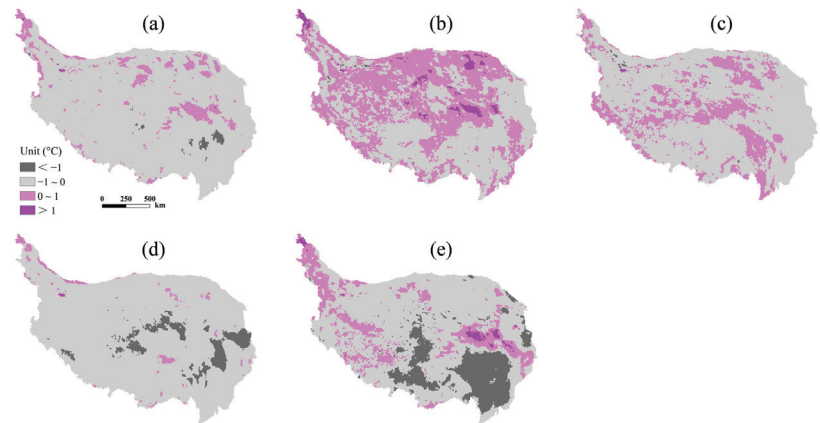 (a)
(b)
(c)
Unit (°C)
< −1
−1 ~ 0
0 ~ 1
> 1
0 250 500
km
(d)
(e)